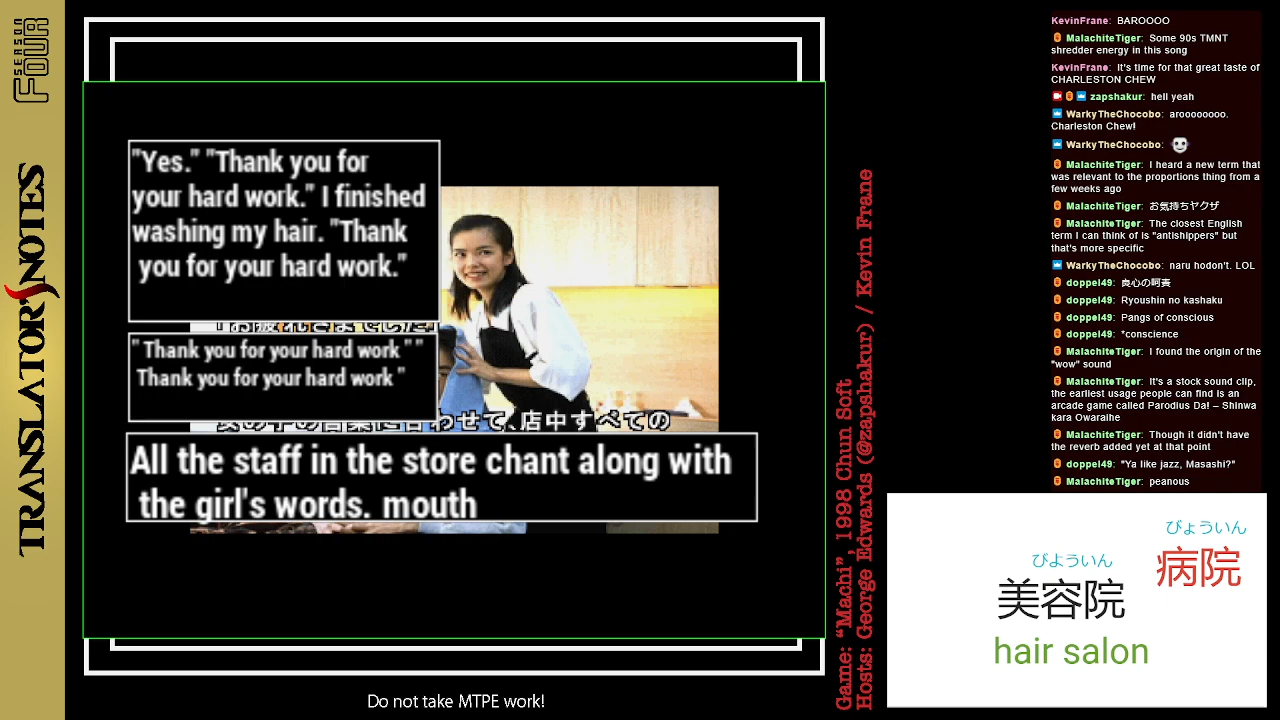 SEASON
FOUR
TRANSLATORS NOTES
"Yes." "Thank you for
your hard work." I finished
washing my hair. "Thank
you for your hard work."
" Thank you for your hard work " "
Thank you for your hard work "
わせて、店中すべての
All the staff in the store chant along with
the girl's words. mouth
Do not take MTPE work!
Game: “Machi”, 1998 Chun Soft
Hosts: George Edwards (@zapshakur) / Kevin Frane
KevinFrane: BAROOOO
MalachiteTiger: Some 90s TMNT
shredder energy in this song
KevinFrane: It's time for that great taste of
CHARLESTON CHEW
zapshakur: hell yeah
WarkyTheChocobo: aroooooooo.
Charleston Chew!
WarkyTheChocobo:
MalachiteTiger: I heard a new term that
was relevant to the proportions thing from a
few weeks ago
MalachiteTiger: お気持ちヤクザ
MalachiteTiger: The closest English
term I can think of is "antishippers" but
that's more specific
WarkyTheChocobo: you hodon't. LOL
doppel49: 良心の呵責
doppel49: Ryoushin no kashaku
doppel49: Pangs of conscious
doppel49: *conscience
MalachiteTiger: I found the origin of the
"wow" sound
MalachiteTiger: It's a stock sound clip,
the earliest usage people can find is an
arcade game called Parodius Da! – Shinwa
kara Owaraihe
MalachiteTiger: Though it didn't have
the reverb added yet at that point
doppel49: "a like jazz, Masashi?"
MalachiteTiger: peanous
びょういん
病院
びよういん
美容院
hair salon